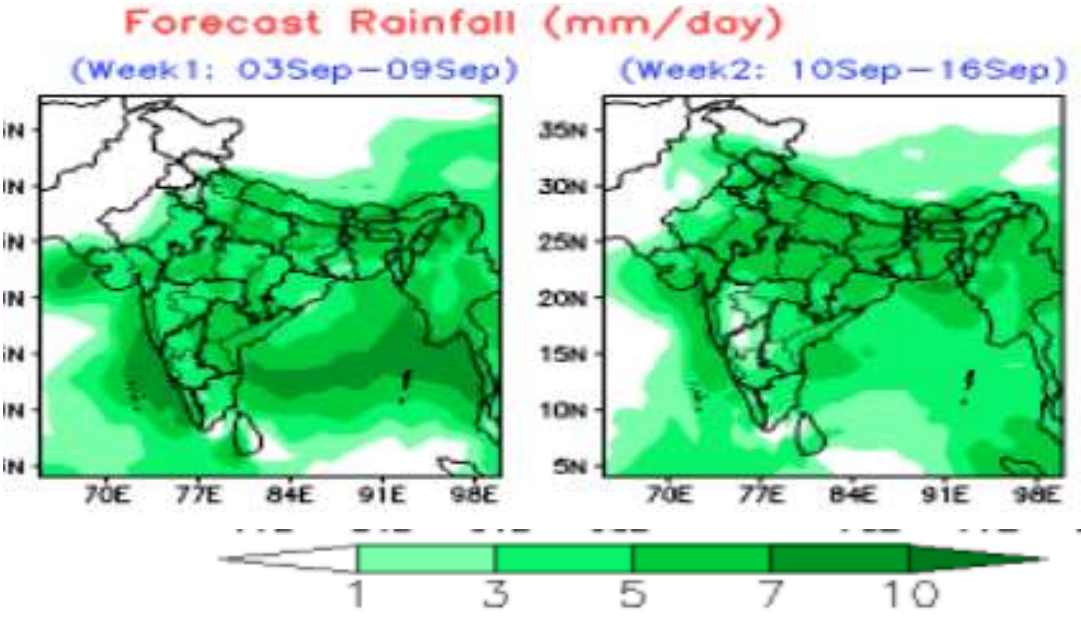 Forecast Rainfall (mm/day)
(Week1: 03Sep-09Sep) (Week2: 10Sep-16Sep)
35N
30N
25N
20N
15N
10N
5N
70E 77E 84E 91E 98E 70E 77E 84E 91E 98E
1 3 5 7 10